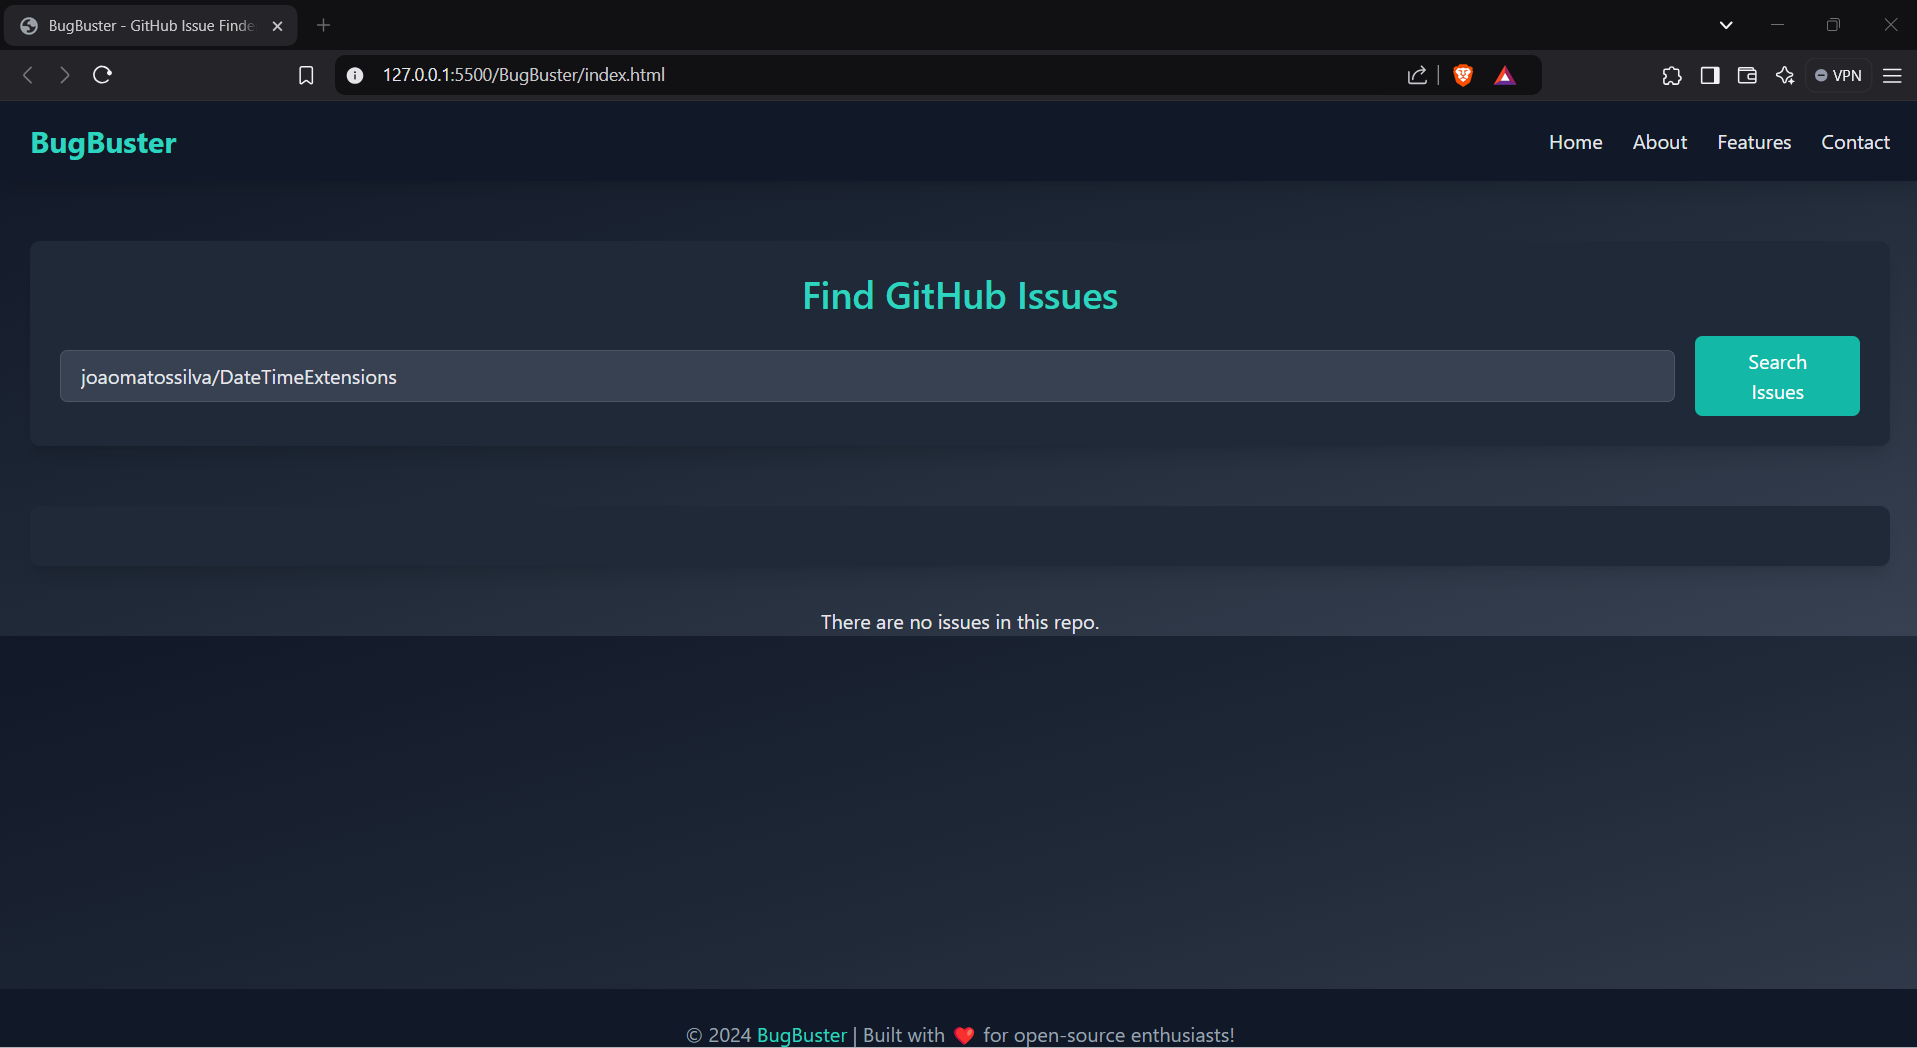 BugBuster - GitHub Issue Finde
127.0.0.1:5500/BugBuster/index.html
VPN
BugBuster
Home About Features Contact
Find GitHub Issues
joaomatossilva/DateTimeExtensions
Search
Issues
There are no issues in this repo.
© 2024 BugBuster | Built with ❤️ for open-source enthusiasts!